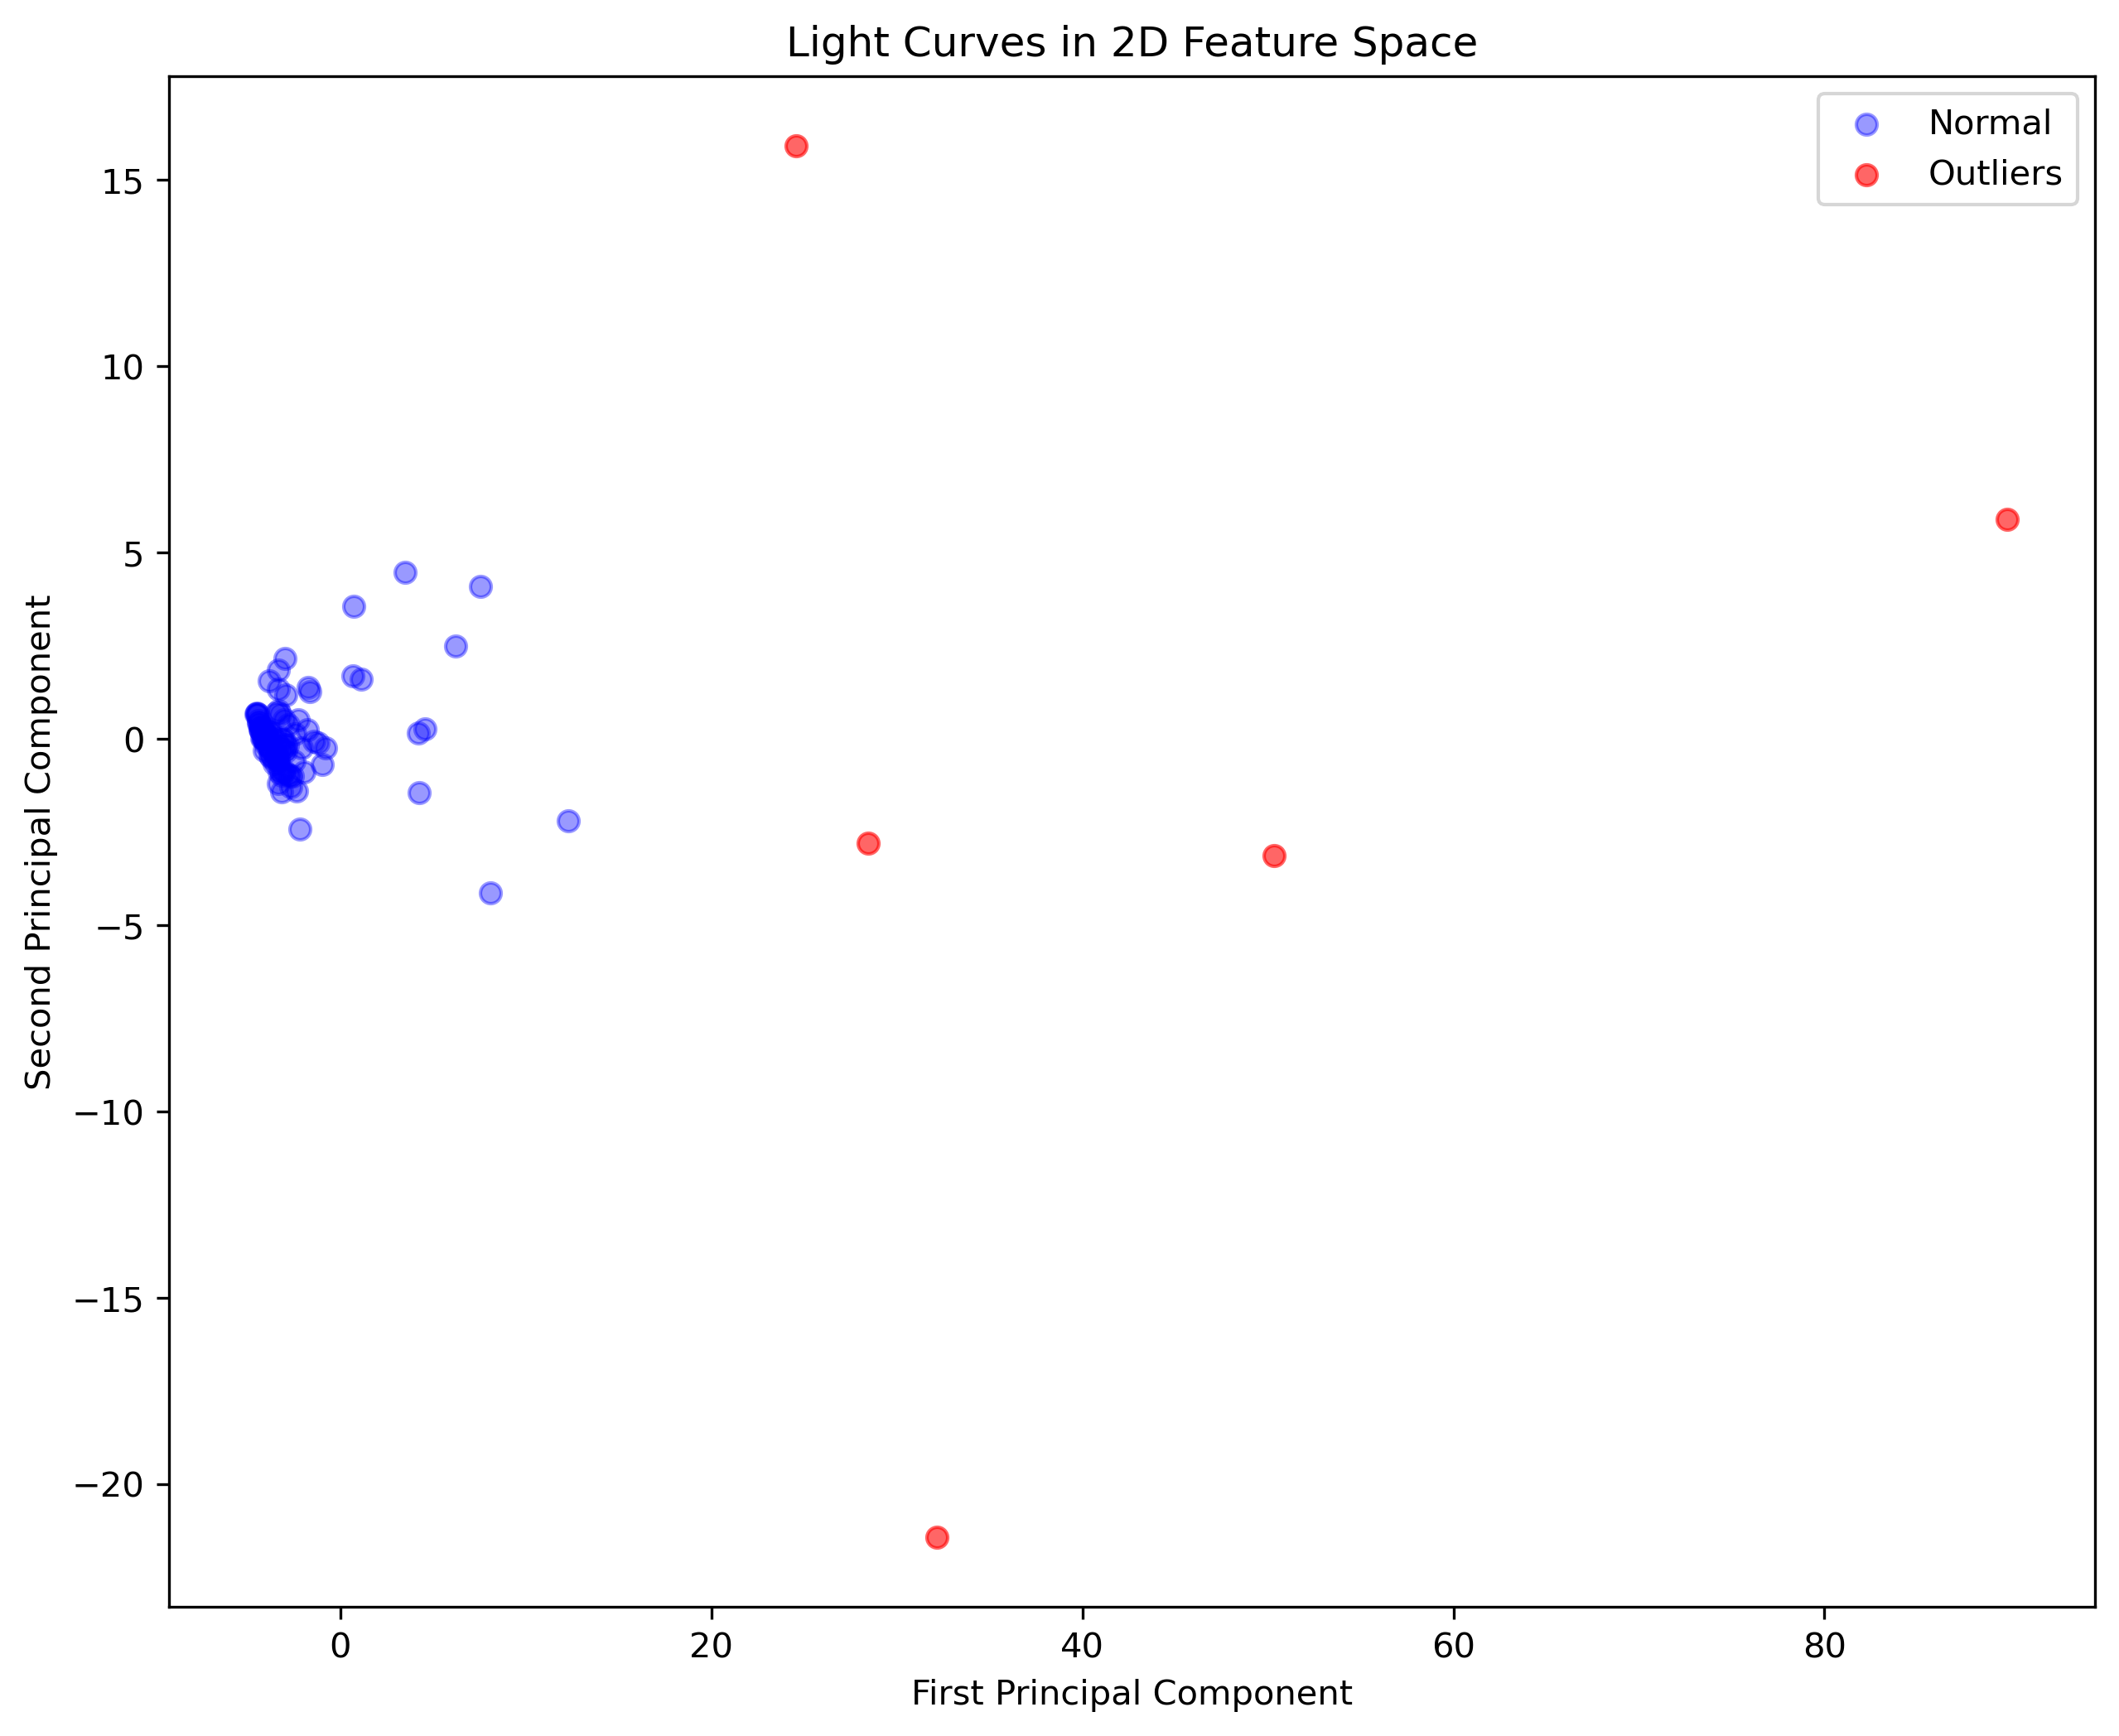 Light Curves in 2D Feature Space
Normal
Outliers
15
10
5
0
−5
−10
−15
−20
Second Principal Component
0
20
40
60
80
First Principal Component